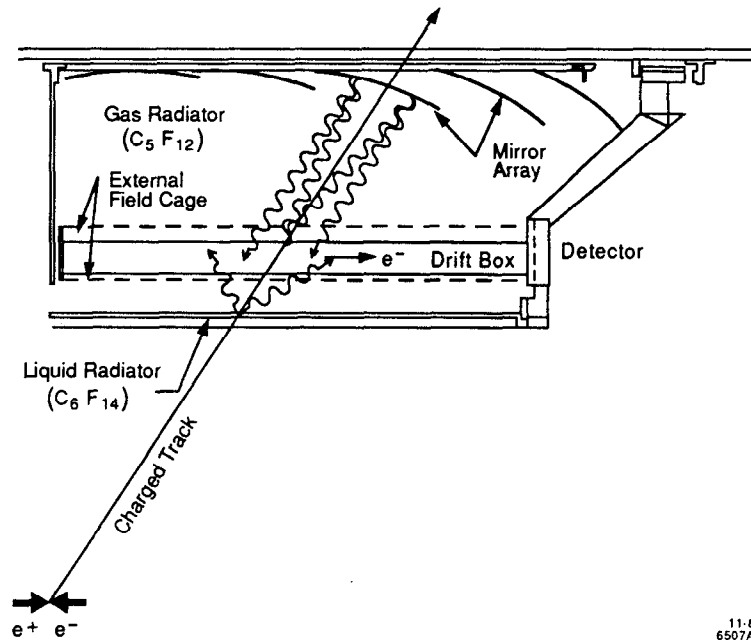 Gas Radiator
(C5 F12)
External
Field Cage
Mirror
Array
e-
Drift Box
Detector
Liquid Radiator
(C6 F14)
Charged Track
e+ e-